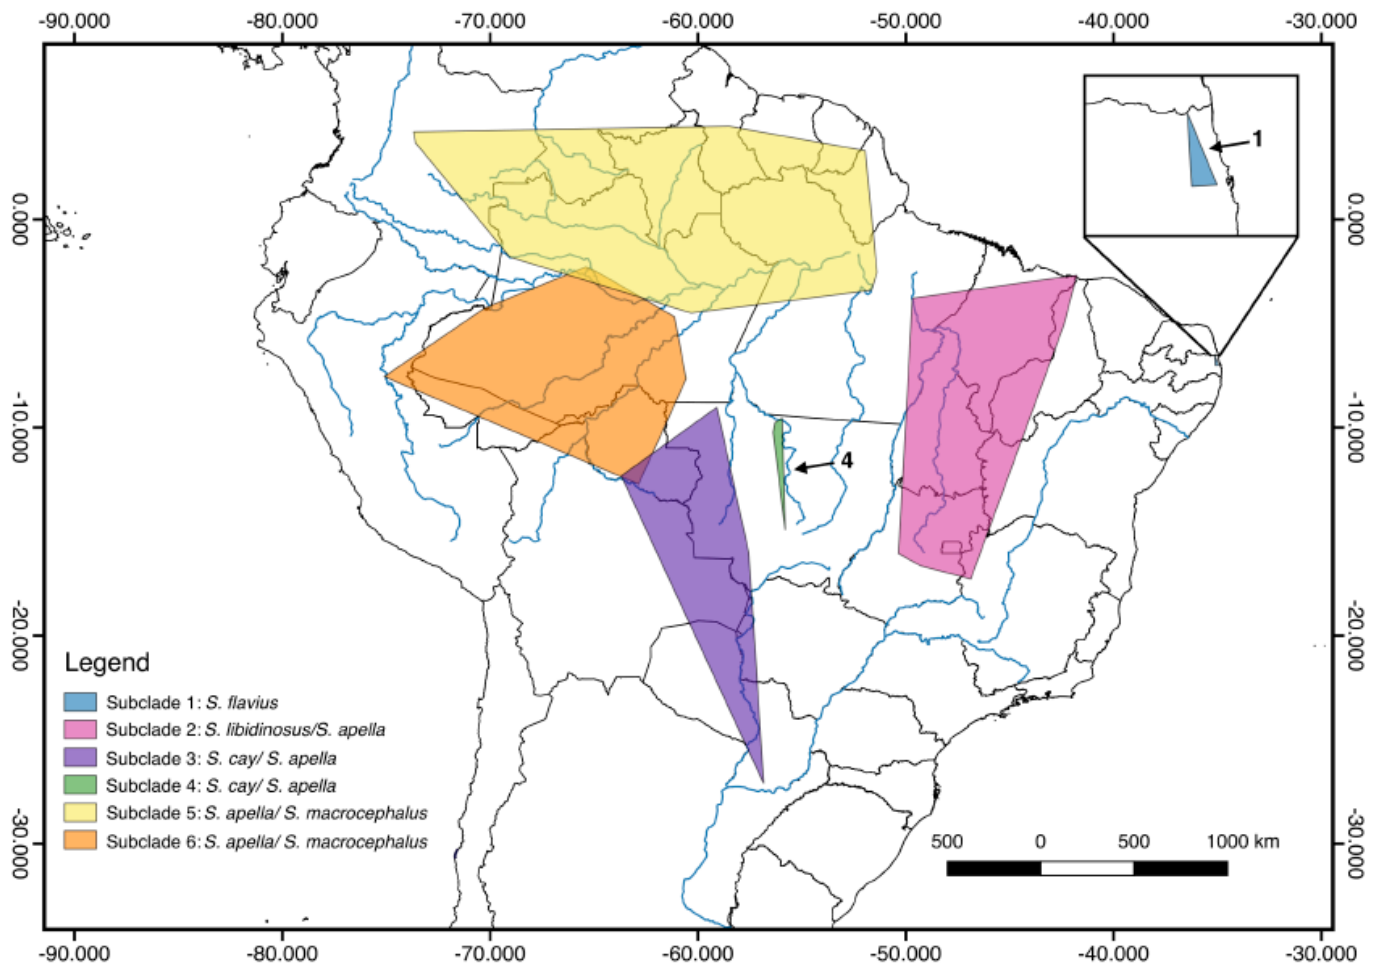 -90.000 -80.000 -70.000 -60.000 -50.000 -40.000 -30.000
0.000 0.000
-10.000 -10.000
-20.000 -20.000
-30.000 -30.000
1
4
Legend
Subclade 1: S. flavius
Subclade 2: S. libidinosus/S. apella
Subclade 3: S. cay/ S. apella
Subclade 4: S. cay/ S. apella
Subclade 5: S. apella/ S. macrocephalus
Subclade 6: S. apella/ S. macrocephalus
500 0 500 1000 km
-90.000 -80.000 -70.000 -60.000 -50.000 -40.000 -30.000